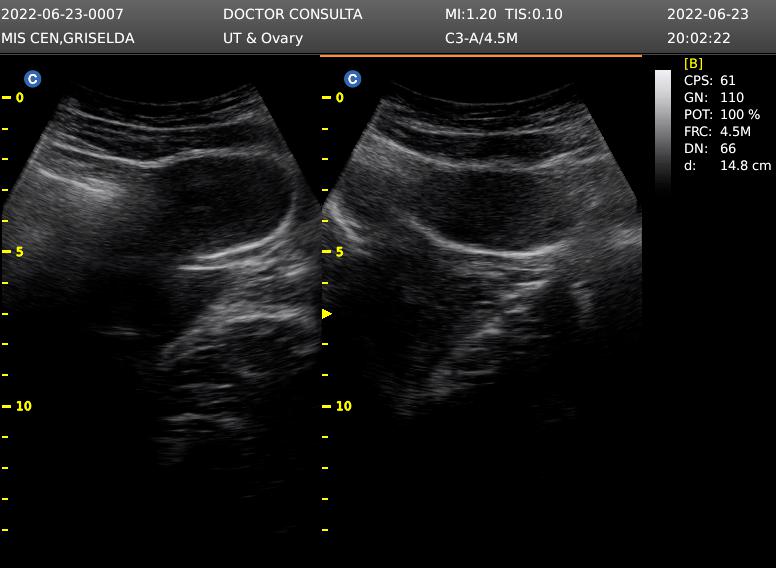 2022-06-23-0007 DOCTOR CONSULTA MI:1.20 TIS:0.10 2022-06-23
MIS CEN,GRISELDA UT & Ovary C3-A/4.5M 20:02:22
C C [B]
0 0 CPS: 61
GN: 110
POT: 100 %
FRC: 4.5M
DN: 66
d: 14.8 cm
5 5
10 10